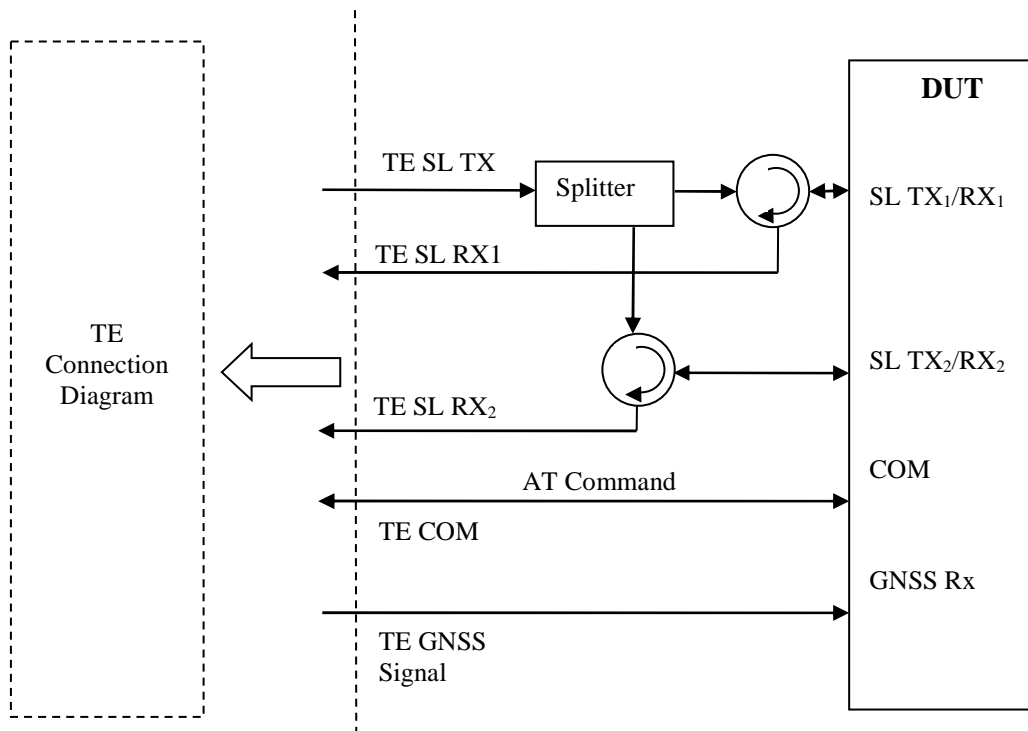 DUT
TE SL TX
Splitter
SL TX₁/RX₁
TE SL RX1
TE
Connection
Diagram
SL TX₂/RX₂
TE SL RX₂
AT Command
COM
TE COM
GNSS Rx
TE GNSS
Signal